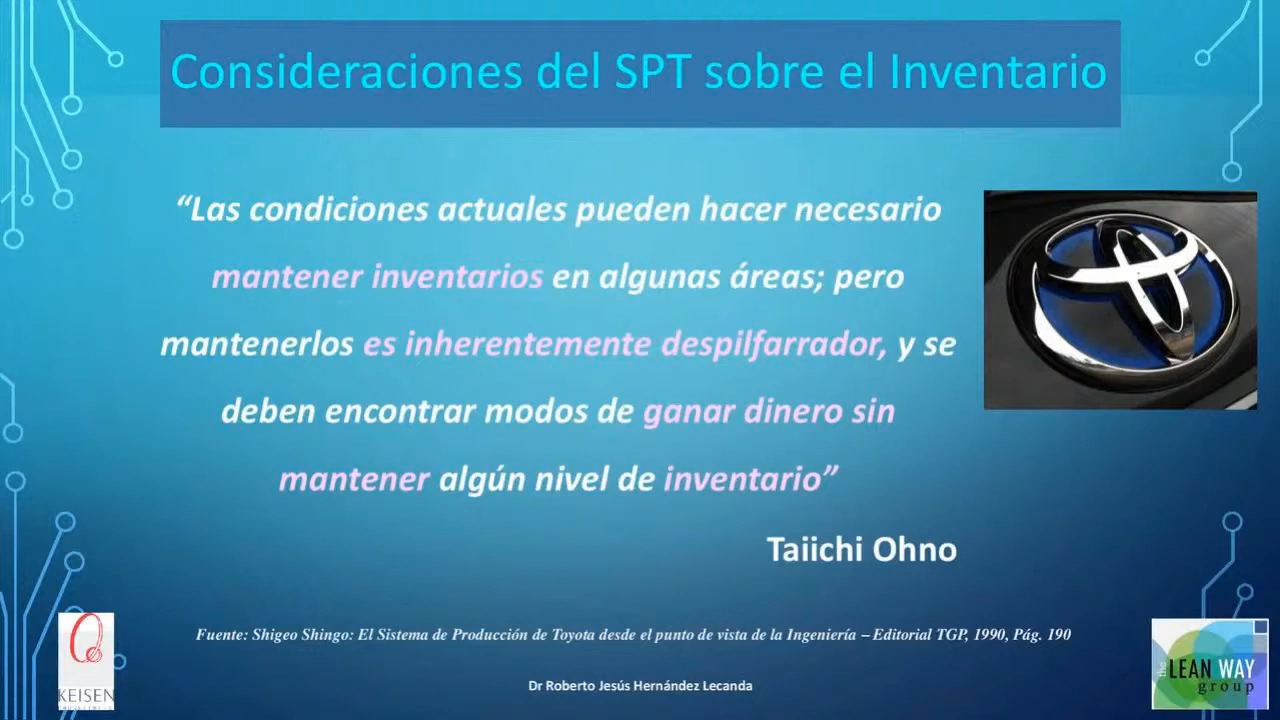 Consideraciones del SPT sobre el Inventario
“Las condiciones actuales pueden hacer necesario
mantener inventarios en algunas áreas; pero
mantenerlos es inherentemente despilfarrador, y se
deben encontrar modos de ganar dinero sin
mantener algún nivel de inventario”
Taiichi Ohno
Fuente: Shigeo Shingo: El Sistema de Producción de Toyota desde el punto de vista de la Ingeniería – Editorial TGP, 1990, Pág. 190
KEISEN
the LEAN WAY
group
Dr Roberto Jesús Hernández Lecanda